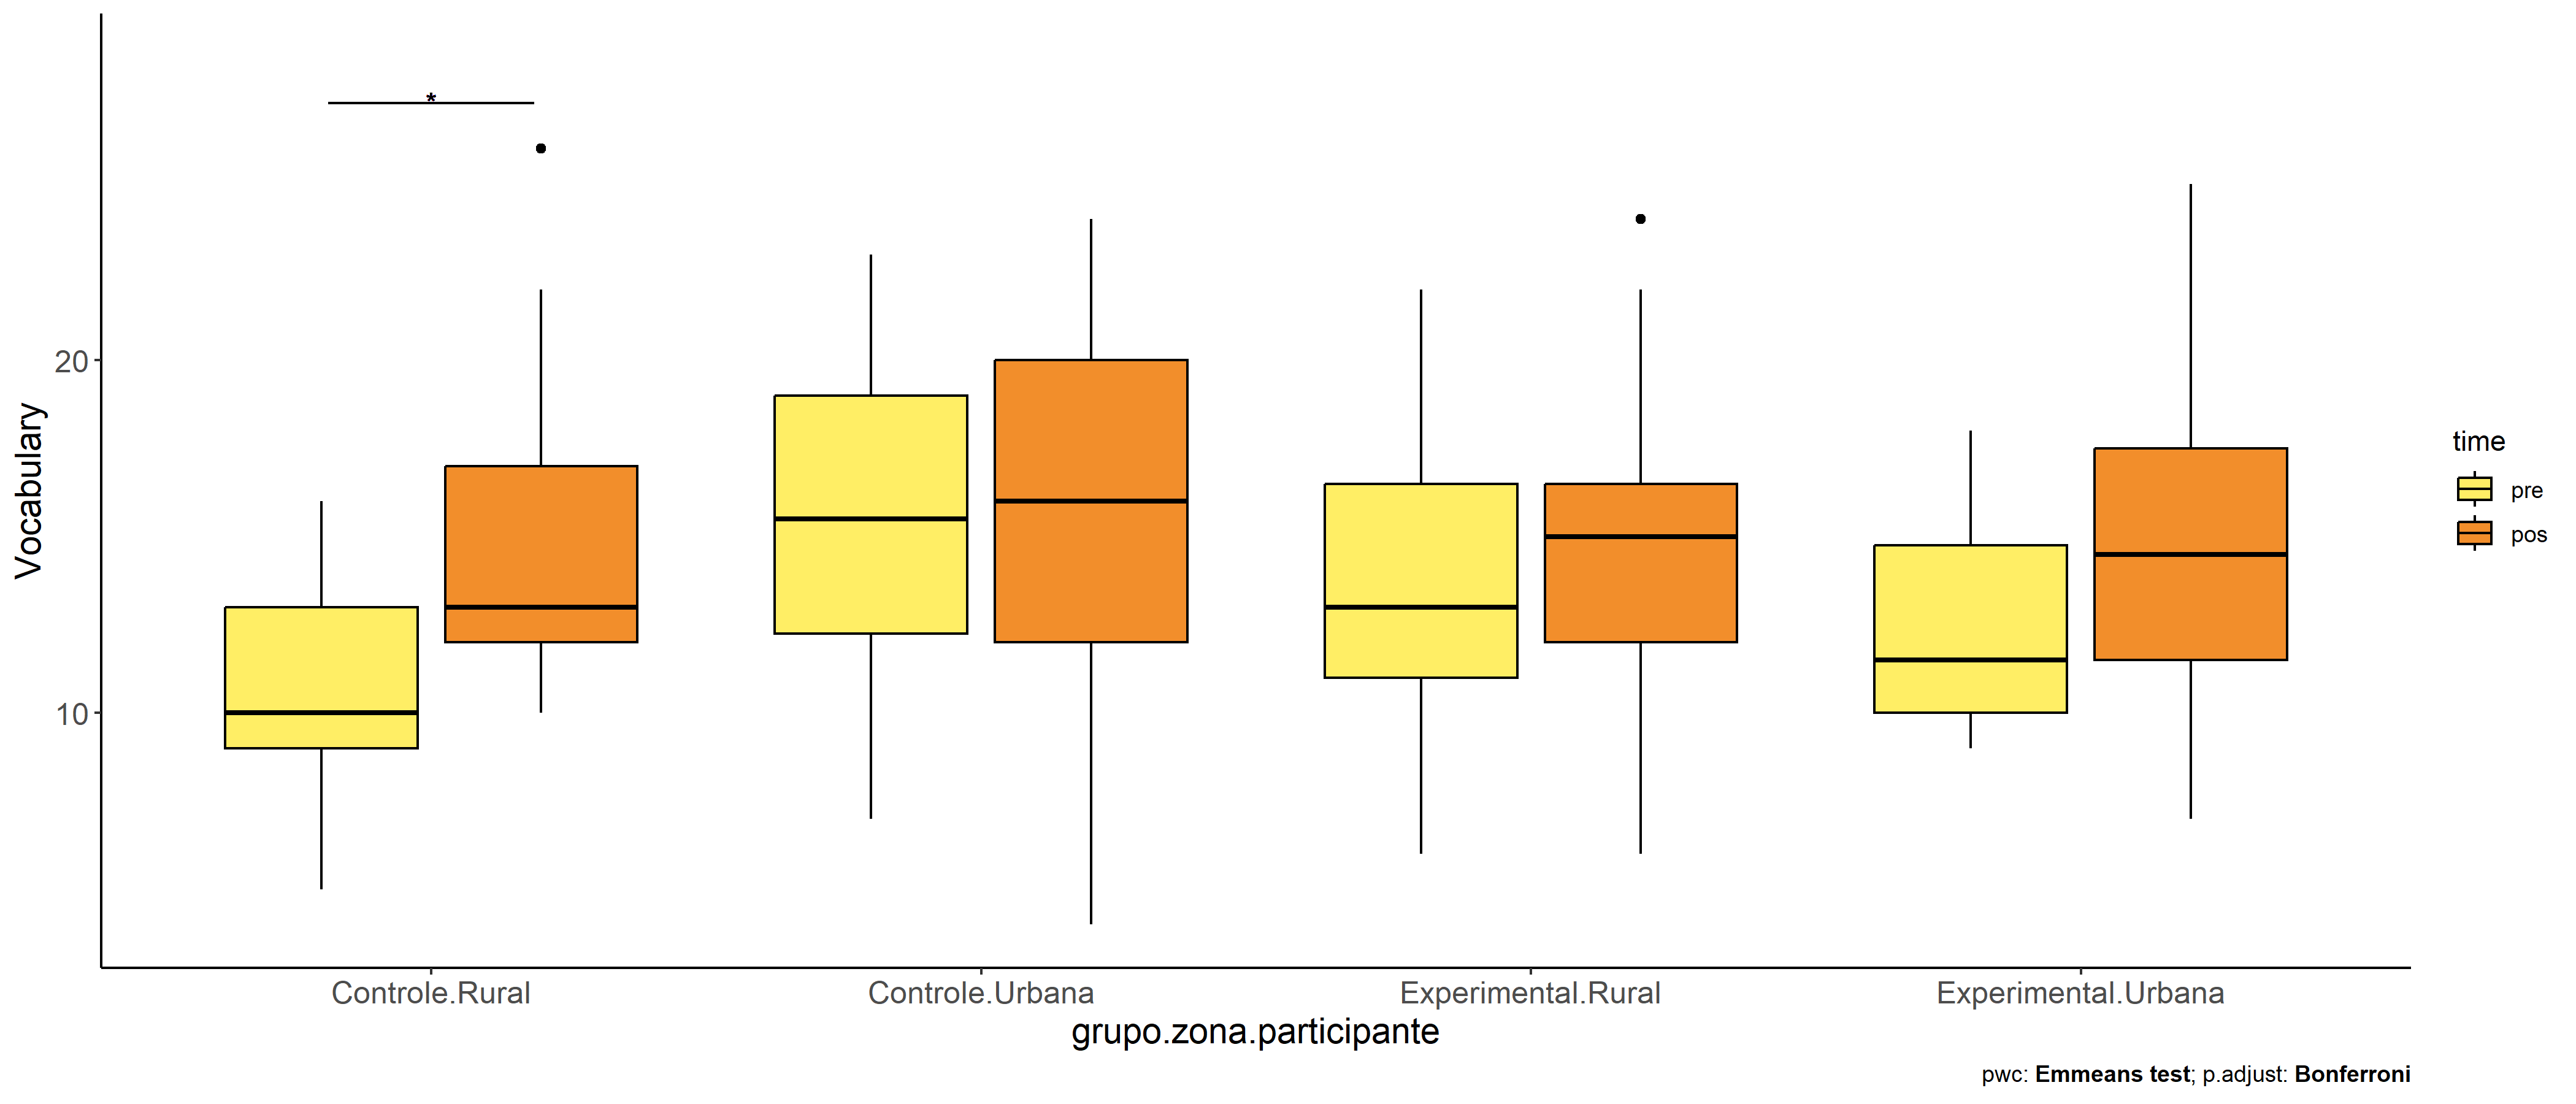 *
20
10
Vocabulary
Controle.Rural
Controle.Urbana
Experimental.Rural
Experimental.Urbana
grupo.zona.participante
time
pre
pos
pwc: Emmeans test; p.adjust: Bonferroni